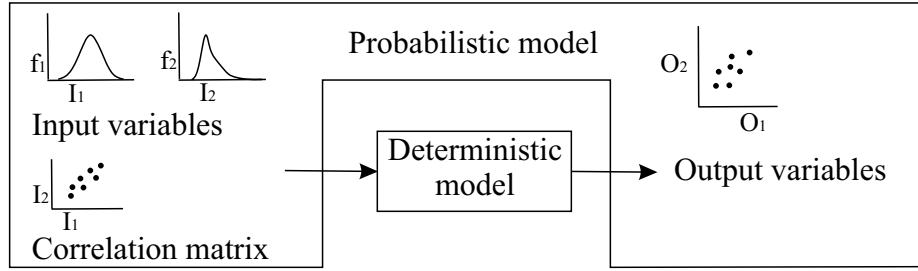 Probabilistic model
f1
I1
f2
I2
Input variables
I2
I1
Correlation matrix
Deterministic
model
O2
O1
Output variables